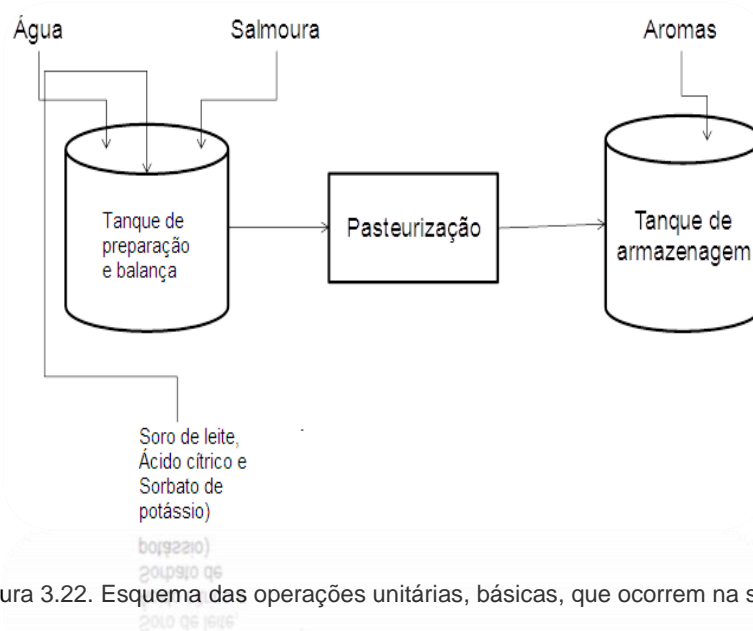 Água
Salmoura
Aromas
Tanque de
preparação
e balança
Pasteurização
Tanque de
armazenagem
Soro de leite,
Ácido cítrico e
Sorbato de
potássio)
ura 3.22. Esquema das operações unitárias, básicas, que ocorrem na s